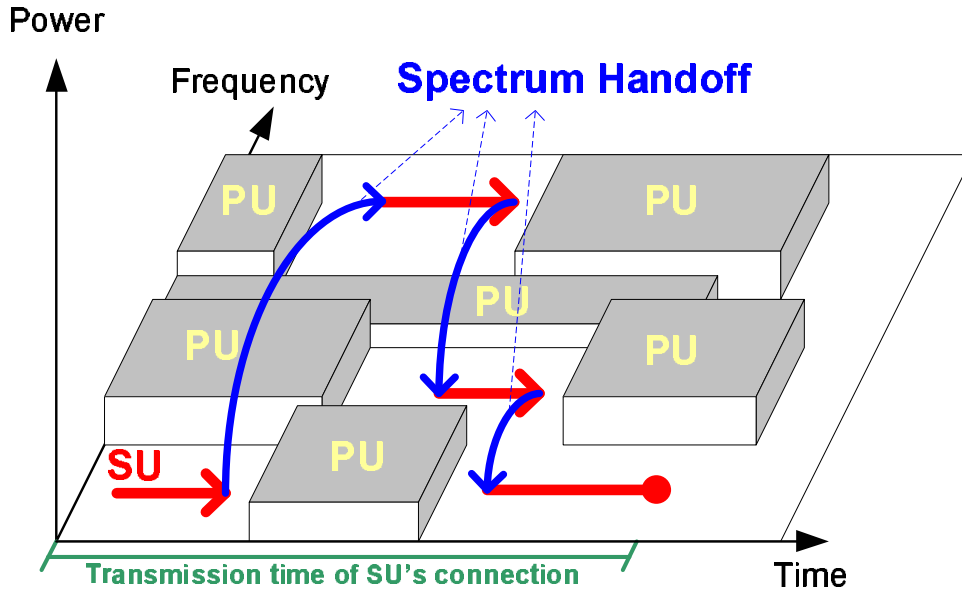 Power
Frequency
Spectrum Handoff
PU
PU
PU
PU
PU
PU
SU
Transmission time of SU's connection
Time